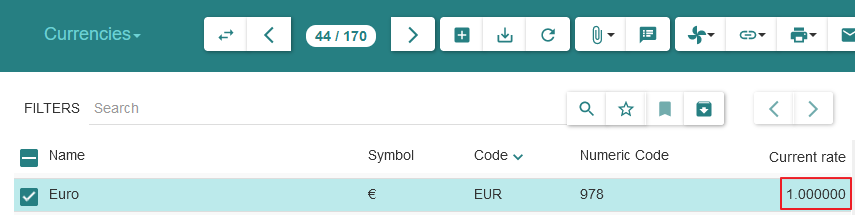 Currencies
44 / 170
FILTERS Search
Name Symbol Code Numeric Code Current rate
Euro € EUR 978 1.000000